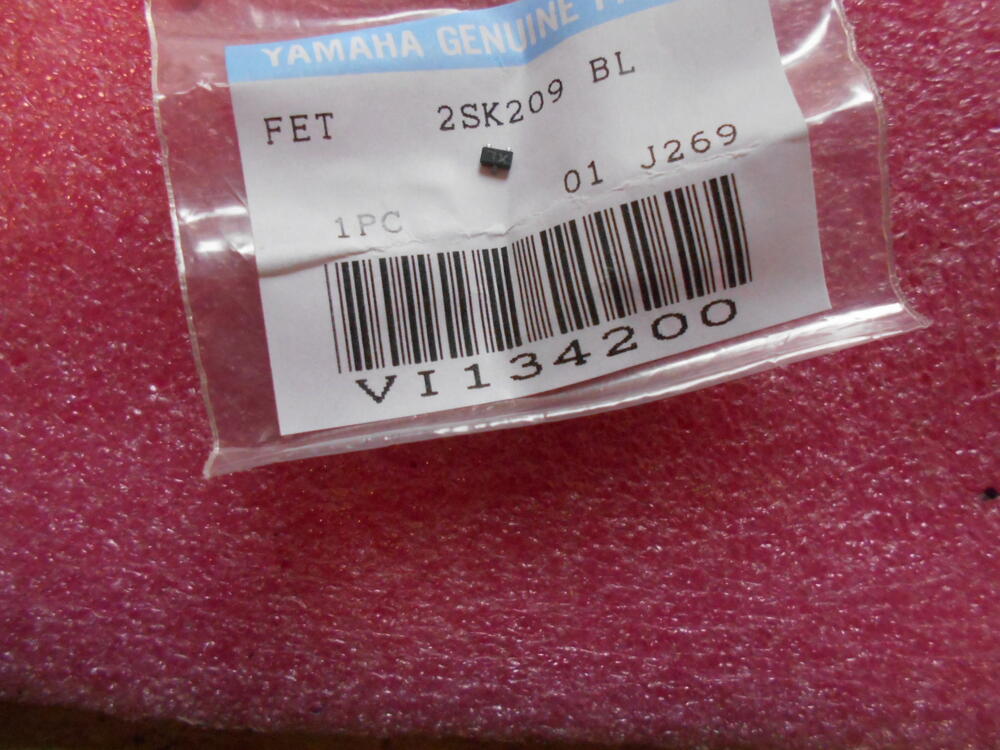 YAMAHA GENUINE
FET 2SK209 BL
01 J269
1PC
VI134200